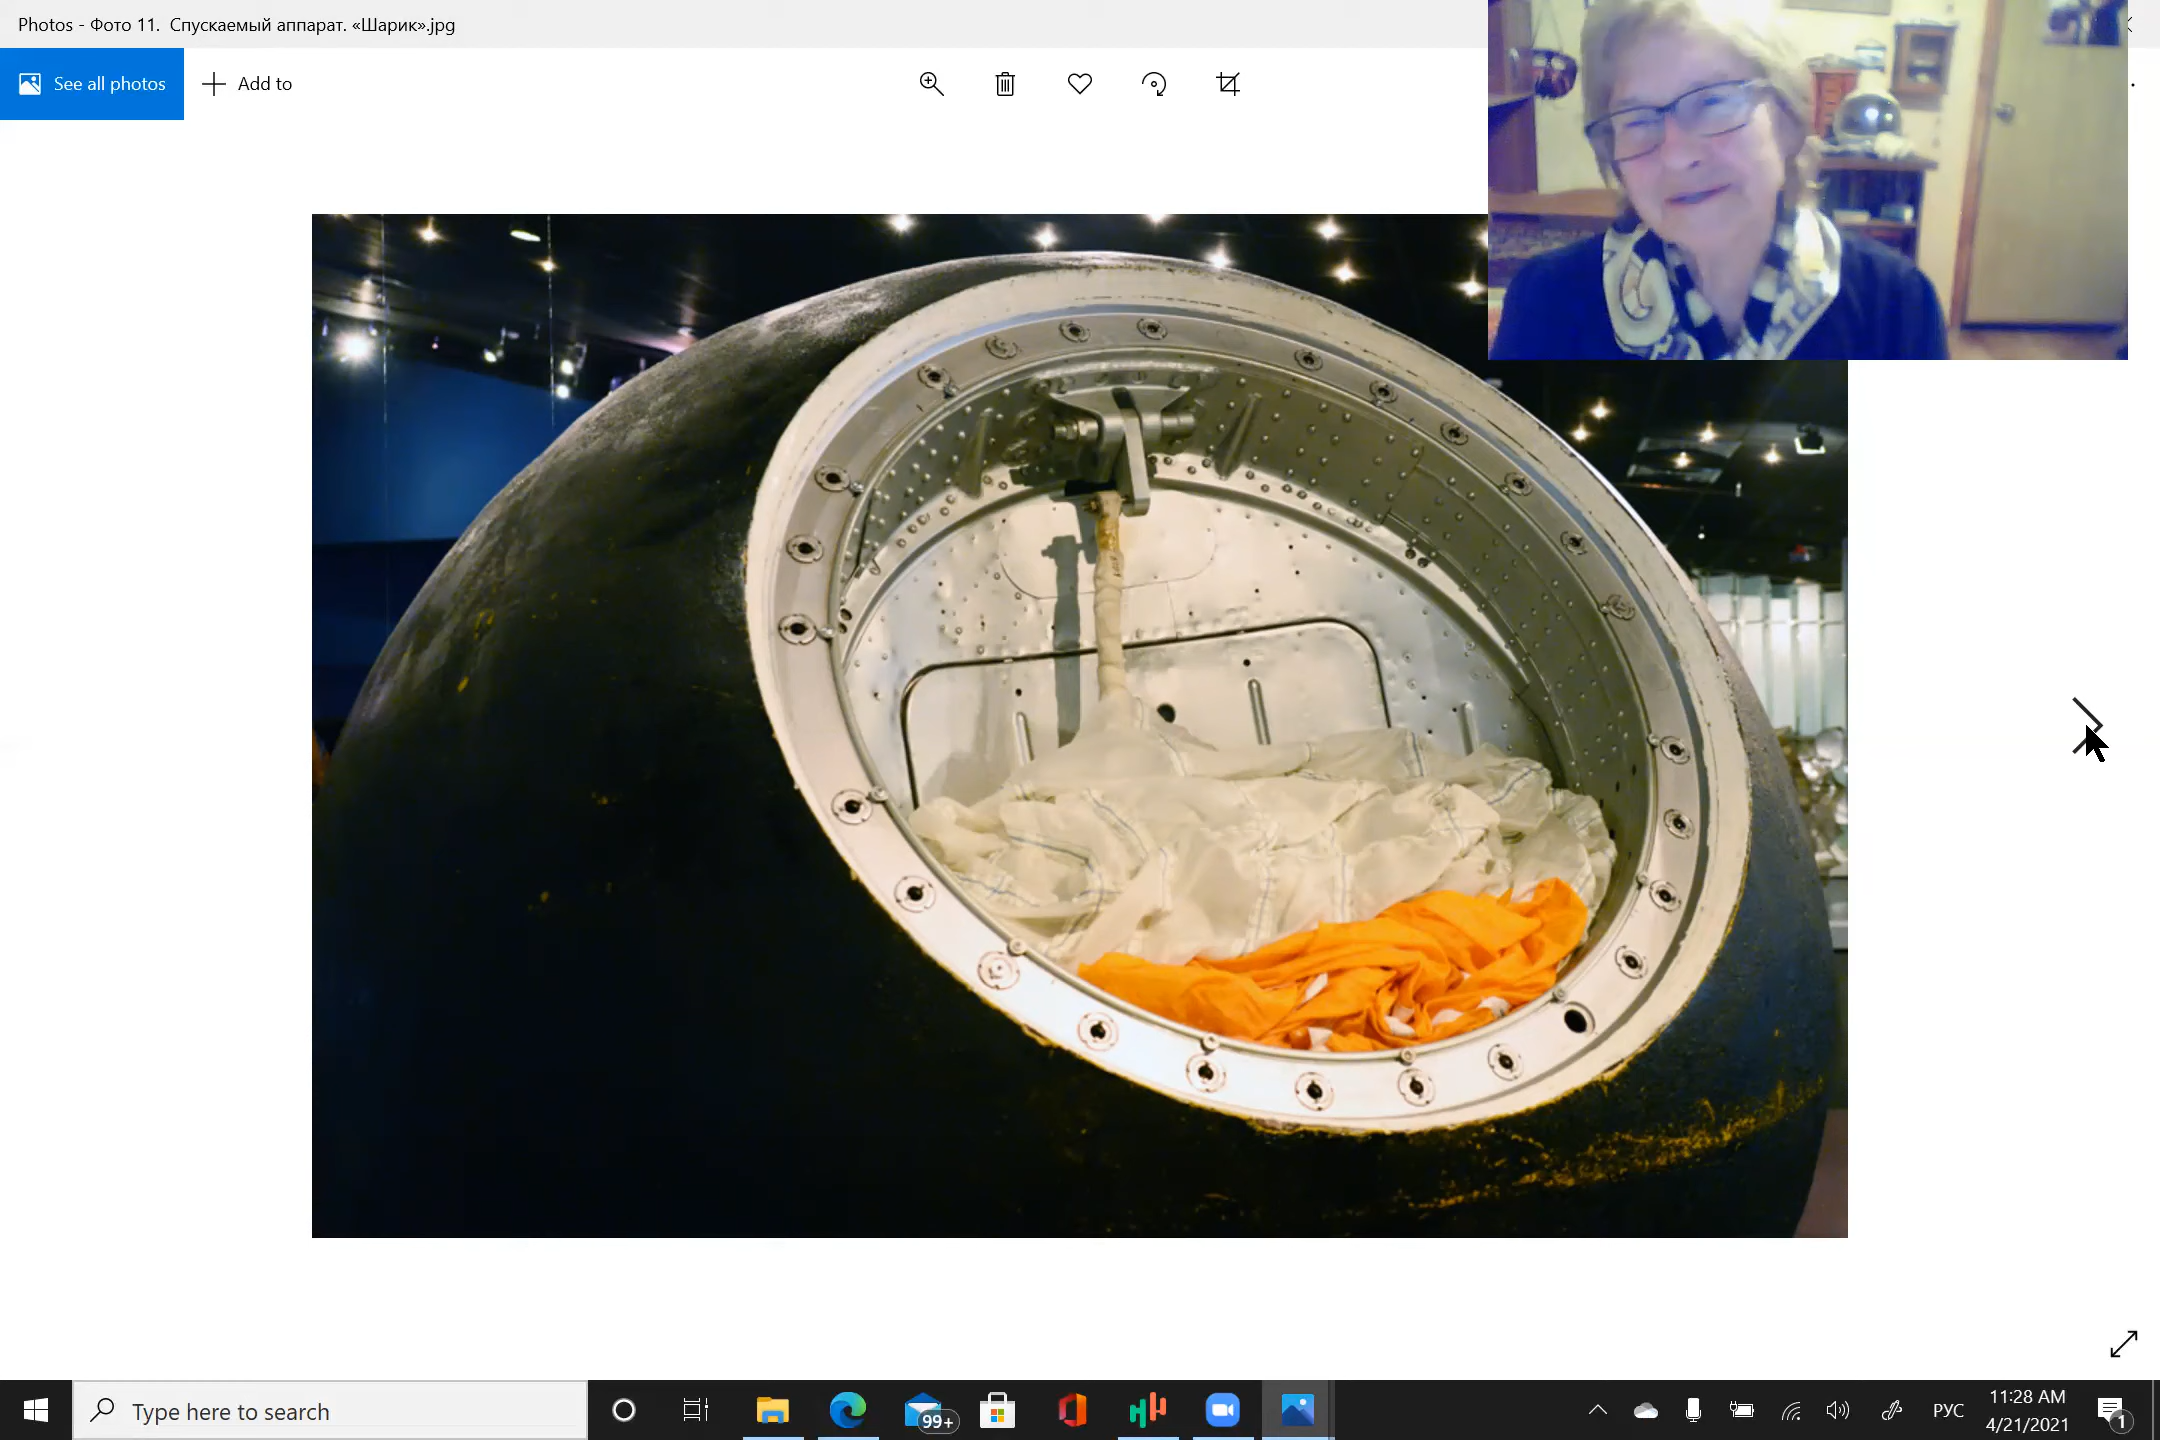 Photos - Фото 11.  Спускаемый аппарат. «Шарик».jpg
See all photos
Add to
Type here to search
99+
РУС
11:28 AM
4/21/2021
1